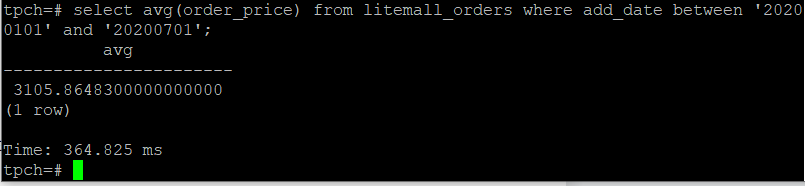 tpch=# select avg(order_price) from litemall_orders where add_date between '2020
0101' and '20200701';
avg
-----------------------
3105.8648300000000000
(1 row)
Time: 364.825 ms
tpch=#